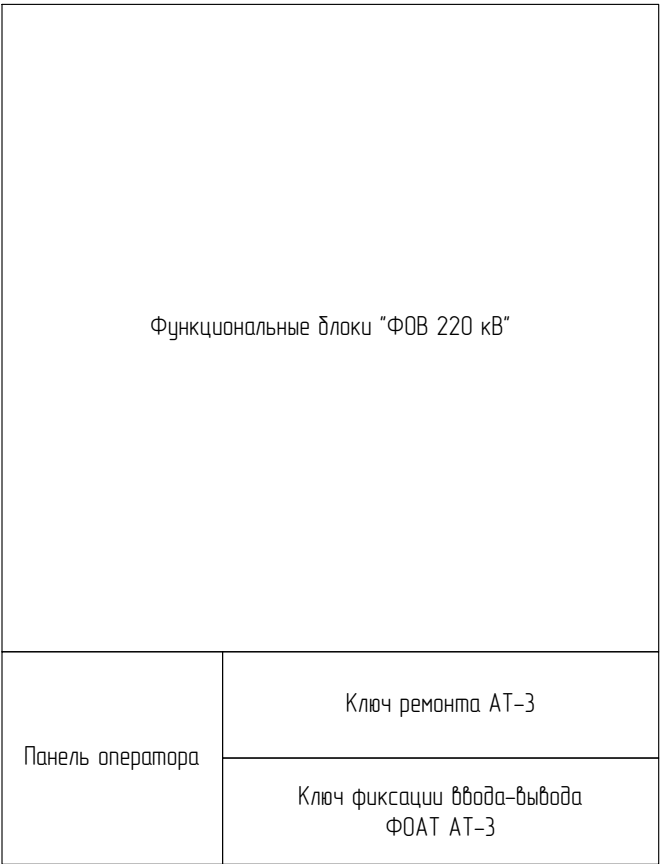 Функциональные блоки "ФОВ 220 кВ"
Ключ ремонта АТ-3
Панель оператора
Ключ фиксации ввода-вывода
ФОАТ АТ-3